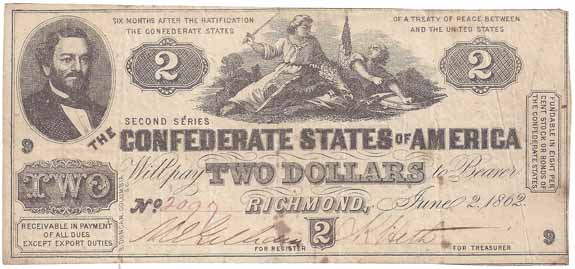 SIX MONTHS AFTER THE RATIFICATION OF A TREATY OF PEACE BETWEEN
THE CONFEDERATE STATES AND THE UNITED STATES
2 2
SECOND SERIES
THE CONFEDERATE STATES OF AMERICA
9
FUNDABLE IN EIGHT PER
CENT STOCK OR BONDS OF
THE CONFEDERATE STATES
Will pay TWO DOLLARS to Bearer
TWO
No
RICHMOND, June 2, 1862
RECEIVABLE IN PAYMENT
OF ALL DUES
EXCEPT EXPORT DUTIES
2
9
FOR REGISTER FOR TREASURER